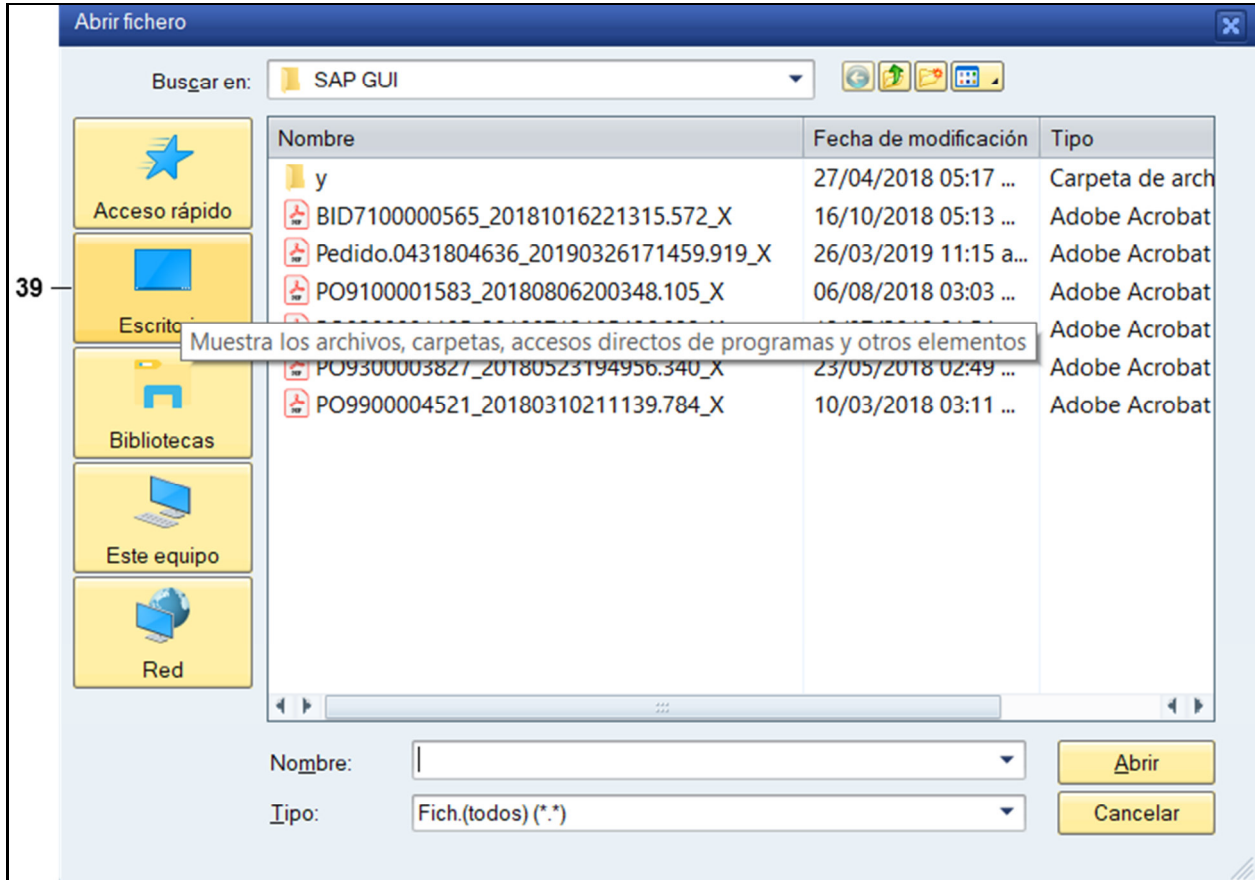 Abrir fichero
Buscar en: SAP GUI
Nombre Fecha de modificación Tipo
y 27/04/2018 05:17 ... Carpeta de arch
Acceso rápido
BID7100000565_20181016221315.572_X 16/10/2018 05:13 ... Adobe Acrobat
Pedido.0431804636_20190326171459.919_X 26/03/2019 11:15 a... Adobe Acrobat
39
PO9100001583_20180806200348.105_X 06/08/2018 03:03 ... Adobe Acrobat
Adobe Acrobat
Muestra los archivos, carpetas, accesos directos de programas y otros elementos
PO9300003827_20180523194956.340_X 23/05/2018 02:49 ... Adobe Acrobat
PO9900004521_20180310211139.784_X 10/03/2018 03:11 ... Adobe Acrobat
Bibliotecas
Este equipo
Red
Nombre: Abrir
Tipo: Fich.(todos) (*.*) Cancelar